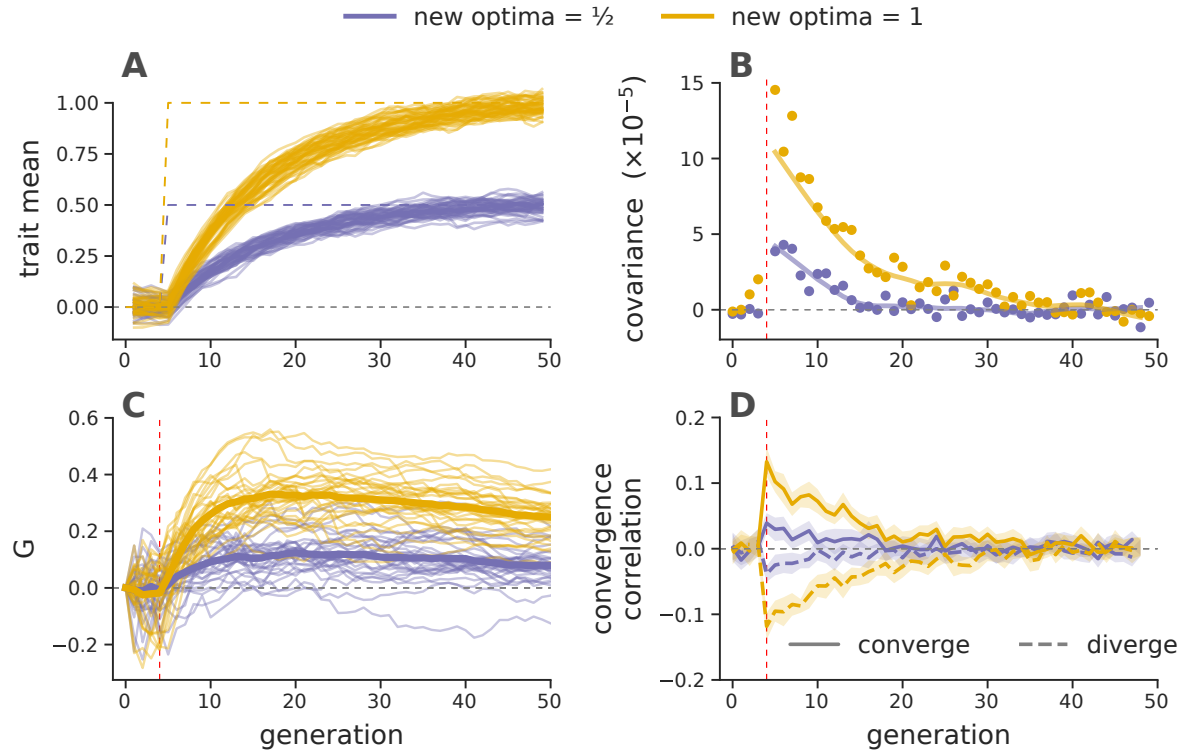 new optima = ½ new optima = 1
A
1.00
0.75
0.50
0.25
0.00
trait mean
0 10 20 30 40 50
B
15
10
5
0
covariance (×10⁻⁵)
0 10 20 30 40 50
C
0.6
0.4
0.2
0.0
−0.2
G
0 10 20 30 40 50
generation
D
0.2
0.1
0.0
−0.1
−0.2
convergence
correlation
converge diverge
0 10 20 30 40 50
generation